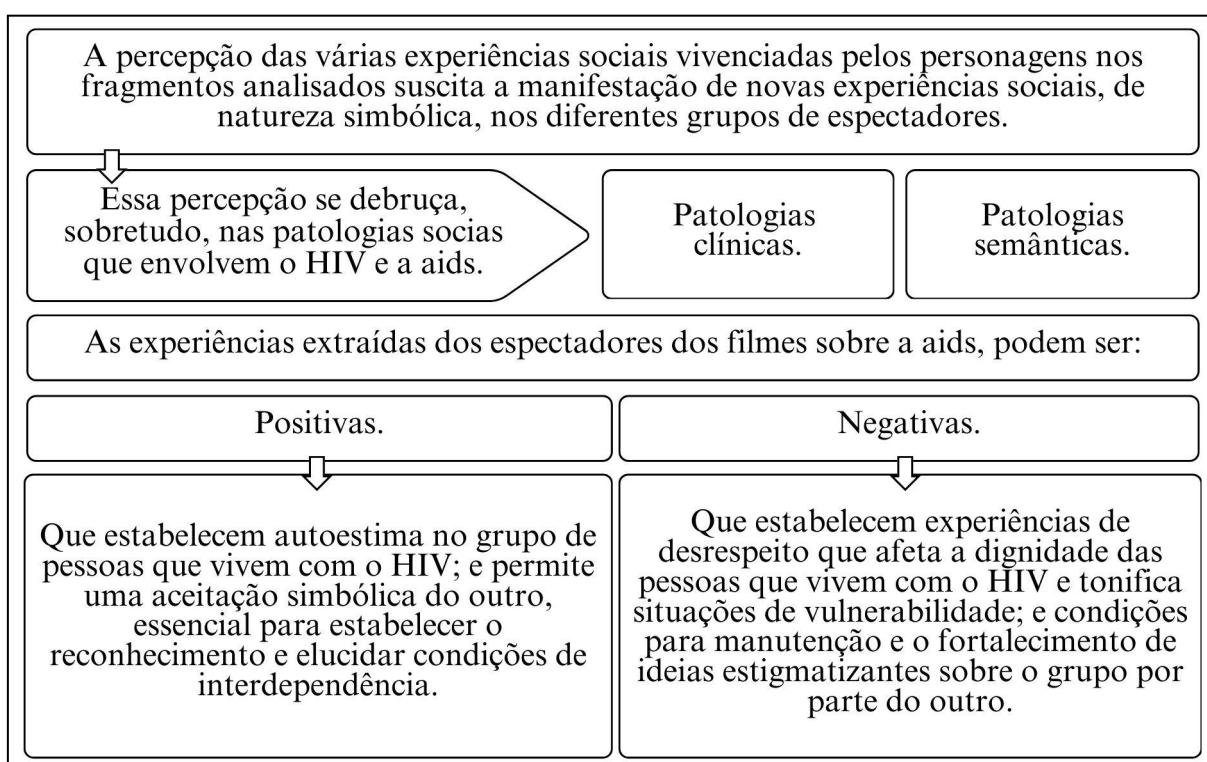 A percepção das várias experiências sociais vivenciadas pelos personagens nos
fragmentos analisados suscita a manifestação de novas experiências sociais, de
natureza simbólica, nos diferentes grupos de espectadores.
Essa percepção se debruça,
sobretudo, nas patologias socias
que envolvem o HIV e a aids.
Patologias
clínicas.
Patologias
semânticas.
As experiências extraídas dos espectadores dos filmes sobre a aids, podem ser:
Positivas.
Negativas.
Que estabelecem autoestima no grupo de
pessoas que vivem com o HIV; e permite
uma aceitação simbólica do outro,
essencial para estabelecer o
reconhecimento e elucidar condições de
interdependência.
Que estabelecem experiências de
desrespeito que afeta a dignidade das
pessoas que vivem com o HIV e tonifica
situações de vulnerabilidade; e condições
para manutenção e o fortalecimento de
ideias estigmatizantes sobre o grupo por
parte do outro.